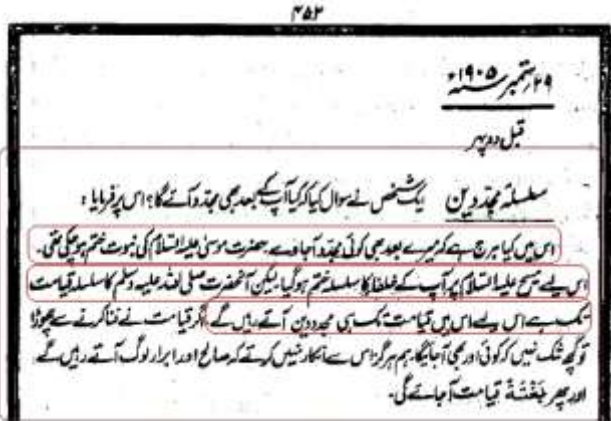 ۴۵۲
۲۹؍ستمبر ۱۹۰۵ء
قبل دوپہر
سلسلہ مجدّدین ایک شخص نے سوال کیا کہ کیا آپ کے بعد بھی مجدّد آئے گا؟ اس پر فرمایا :
اس میں کیا ہرج ہے کہ میرے بعد بھی کوئی مجدّد آجاوے۔ حضرت موسیٰ علیہ السلام کی نبوت ختم ہو چکی تھی۔
اس لیے مسیح علیہ السلام پر آپ کے خلفا کا سلسلہ ختم ہو گیا لیکن آنحضرت صلی اللہ علیہ وسلم کا سلسلہ قیامت
تک ہے اس لیے اس میں قیامت تک ہی مجددین آتے رہیں گے اگر قیامت نے فنا کرنے سے چھوڑا
تو کچھ شک نہیں کہ کوئی اور بھی آجائیگا۔ ہم ہرگز اس سے انکار نہیں کرتے کہ صالح اور ابرار لوگ آتے رہیں گے
اور پھر بَغْتَةً قیامت آجائے گی۔